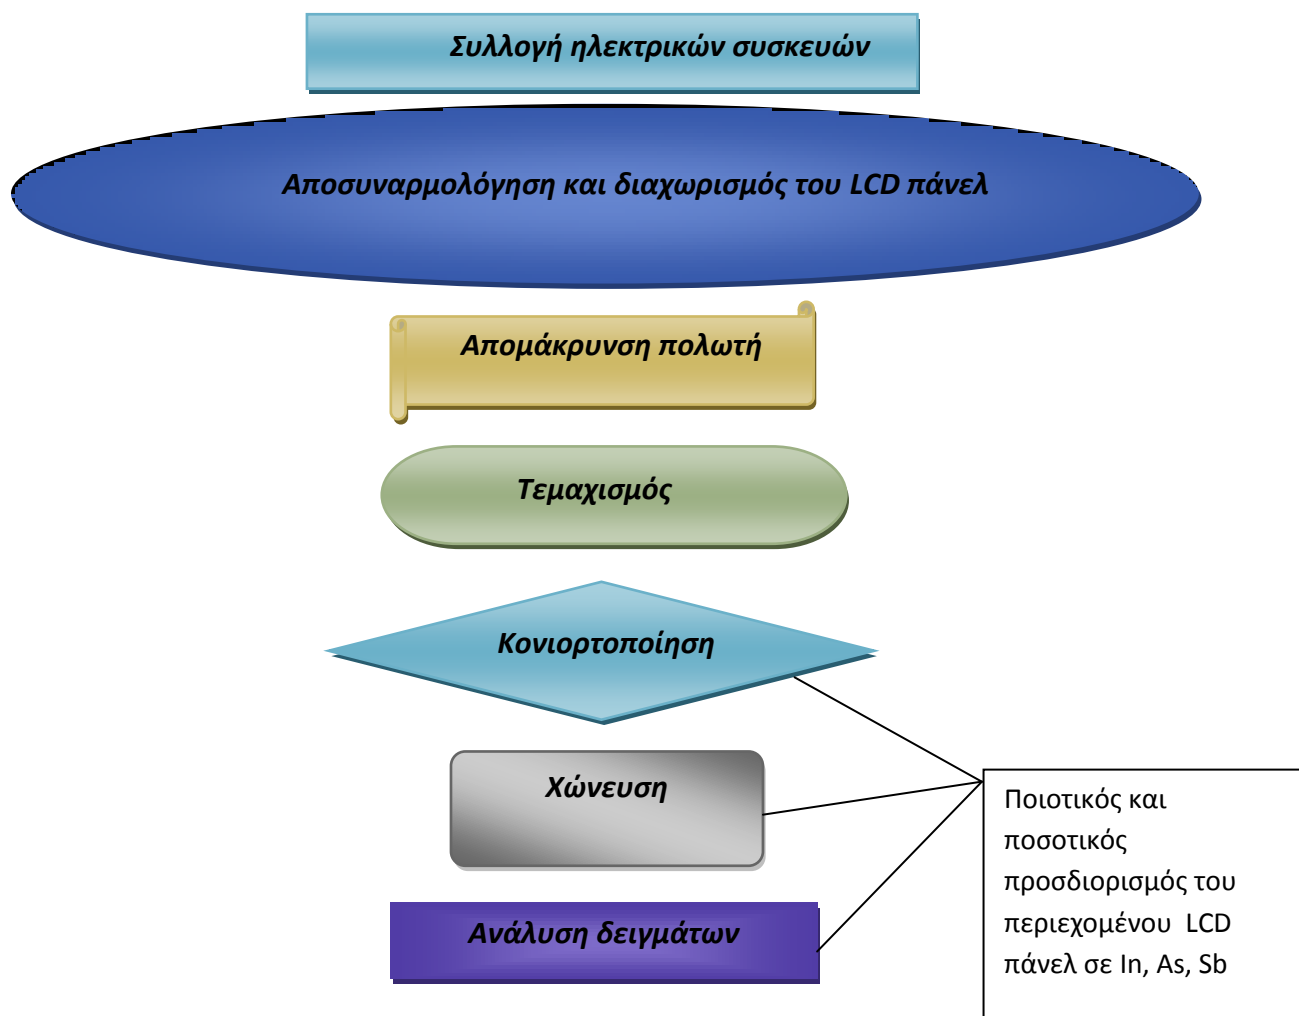 Συλλογή ηλεκτρικών συσκευών
Αποσυναρμολόγηση και διαχωρισμός του LCD πάνελ
Απομάκρυνση πολωτή
Τεμαχισμός
Κονιορτοποίηση
Χώνευση
Ανάλυση δειγμάτων
Ποιοτικός και
ποσοτικός
προσδιορισμός του
περιεχομένου LCD
πάνελ σε In, As, Sb